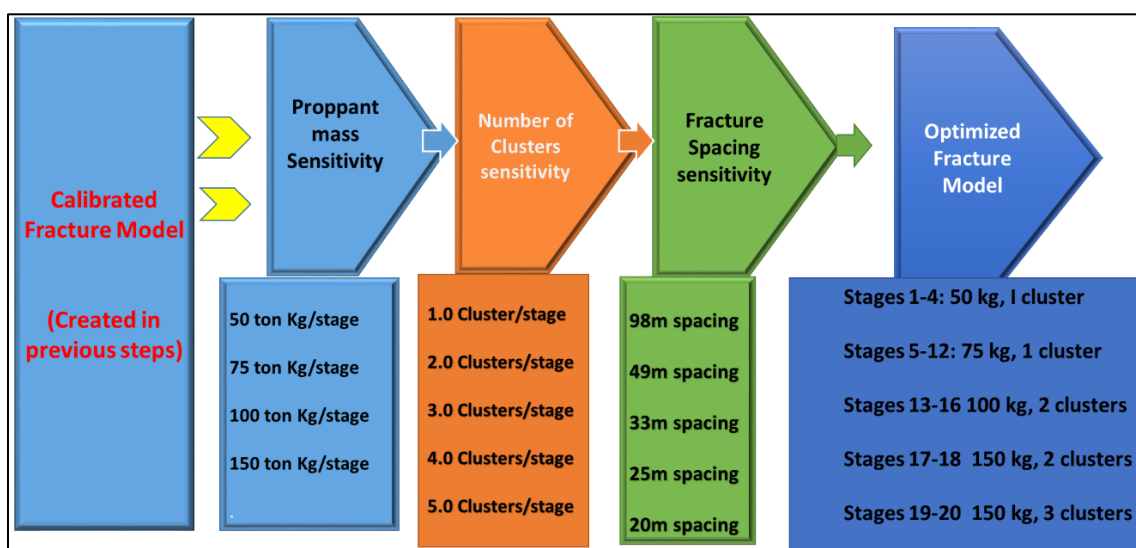 Calibrated
Fracture Model
(Created in
previous steps)
Proppant
mass
Sensitivity
50 ton Kg/stage
75 ton Kg/stage
100 ton Kg/stage
150 ton Kg/stage
.
Number of
Clusters
sensitivity
1.0 Cluster/stage
2.0 Clusters/stage
3.0 Clusters/stage
4.0 Clusters/stage
5.0 Clusters/stage
Fracture
Spacing
sensitivity
98m spacing
49m spacing
33m spacing
25m spacing
20m spacing
Optimized
Fracture
Model
Stages 1-4: 50 kg, I cluster
Stages 5-12: 75 kg, 1 cluster
Stages 13-16 100 kg, 2 clusters
Stages 17-18 150 kg, 2 clusters
Stages 19-20 150 kg, 3 clusters